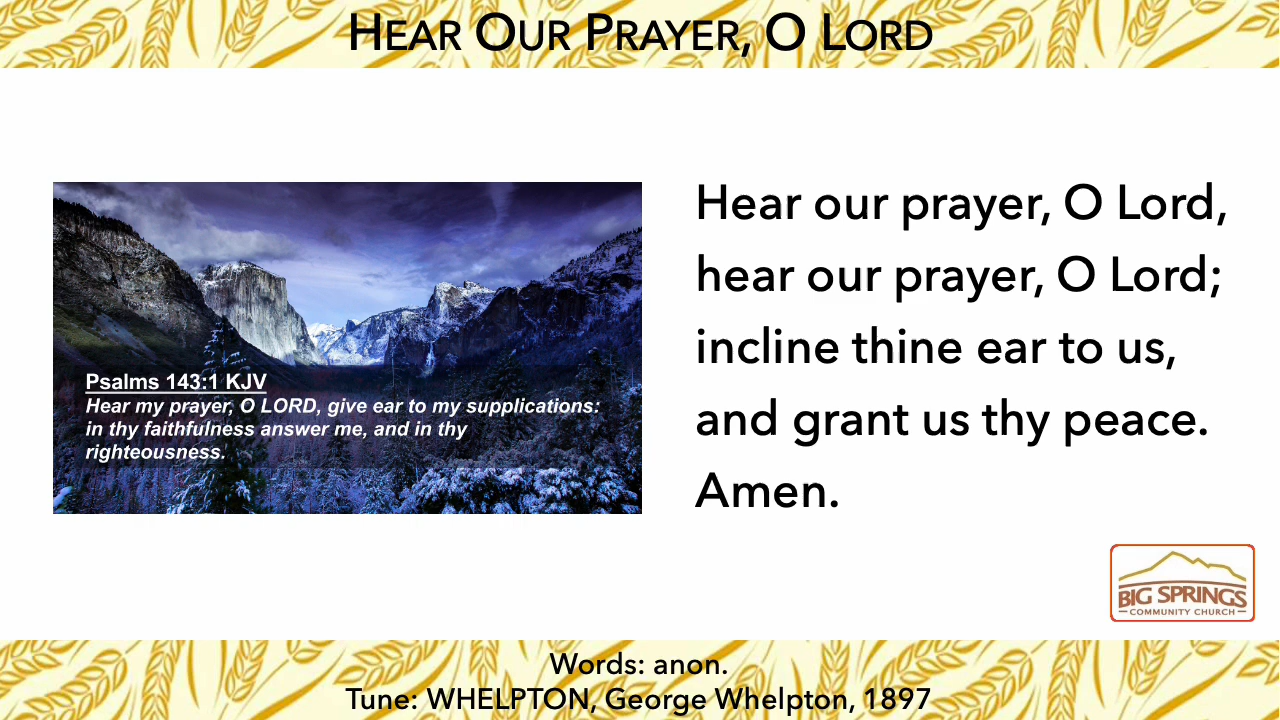 HEAR OUR PRAYER, O LORD
Psalms 143:1 KJV
Hear my prayer, O LORD, give ear to my supplications:
in thy faithfulness answer me, and in thy
righteousness.
Hear our prayer, O Lord,
hear our prayer, O Lord;
incline thine ear to us,
and grant us thy peace.
Amen.
BIG SPRINGS
COMMUNITY CHURCH
Words: anon.
Tune: WHELPTON, George Whelpton, 1897